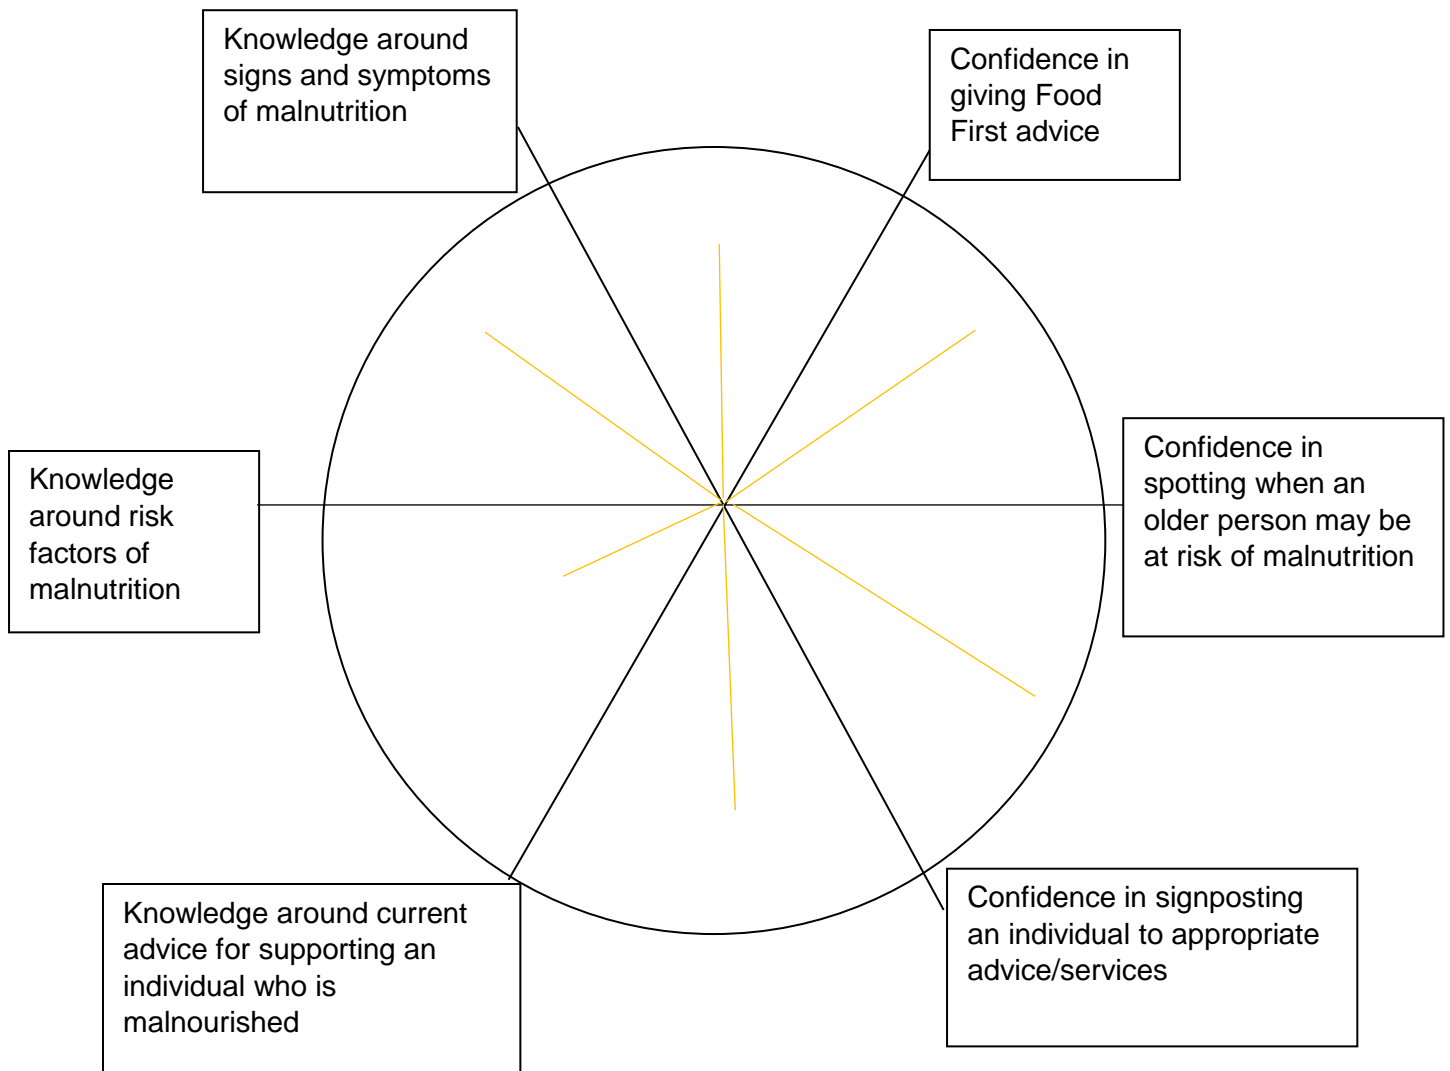 Knowledge around
signs and symptoms
of malnutrition
Confidence in
giving Food
First advice
Knowledge
around risk
factors of
malnutrition
Confidence in
spotting when an
older person may be
at risk of malnutrition
Knowledge around current
advice for supporting an
individual who is
malnourished
Confidence in signposting
an individual to appropriate
advice/services